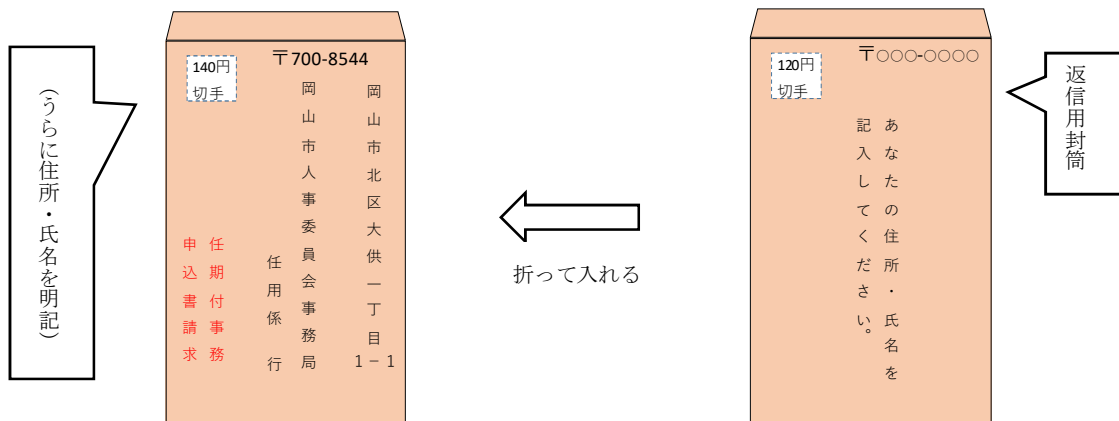 (うらに住所・氏名を明記)
140円
切手
〒700-8544
岡山市北区大供一丁目
1-1
岡山市人事委員会事務局
任用係 行
任期付事務
申込書請求
折って入れる
120円
切手
〒○○○-○○○○
あなたの住所・氏名を
記入してください。
返信用封筒